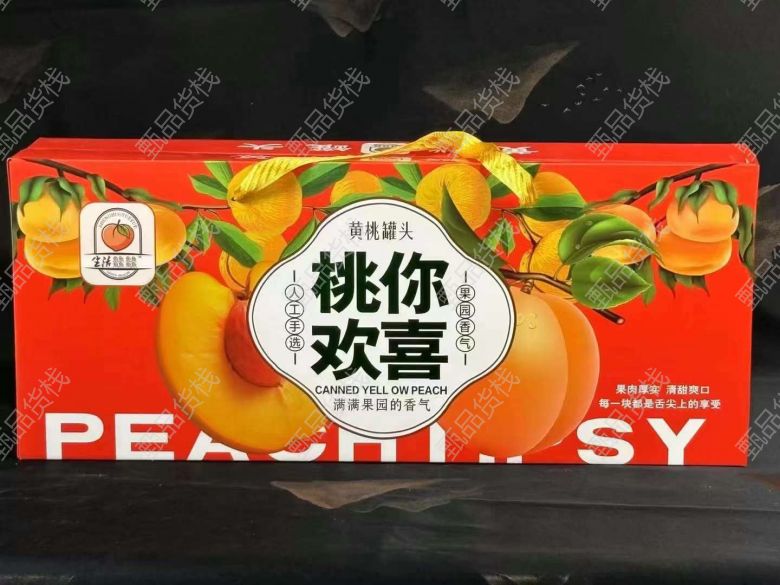 黄桃罐头
桃你
欢喜
人工手选
果园香气
CANNED YELL OW PEACH
满满果园的香气
果肉厚实 清甜爽口
每一块都是舌尖上的享受
生活
甄品货栈